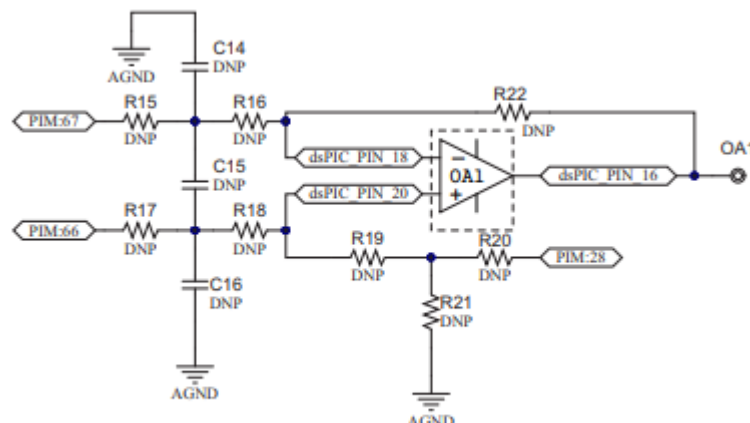 C14
DNP
AGND
R15
R16
R22
PIM:67
DNP
DNP
DNP
dsPIC_PIN_18
C15
DNP
OA1
dsPIC_PIN_16
OA1
R17
R18
dsPIC_PIN_20
PIM:66
DNP
DNP
R19
R20
C16
DNP
DNP
DNP
PIM:28
R21
DNP
AGND
AGND